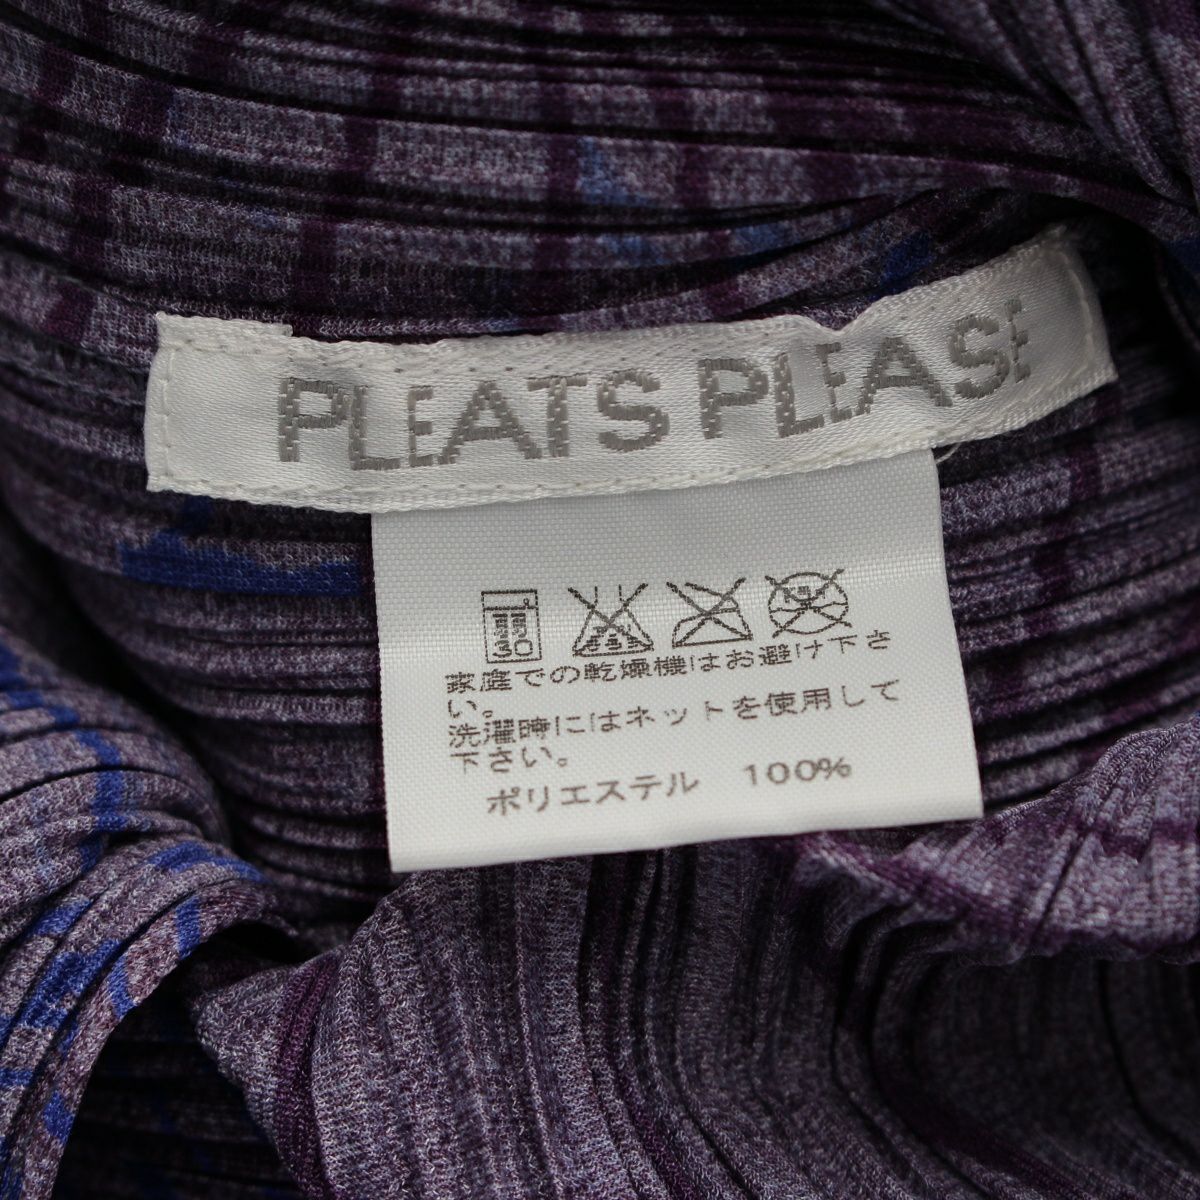 PLEATS PLEASE
家庭での乾燥機はお避け下さ
い。
洗濯時にはネットを使用して
下さい。
ポリエステル 100%